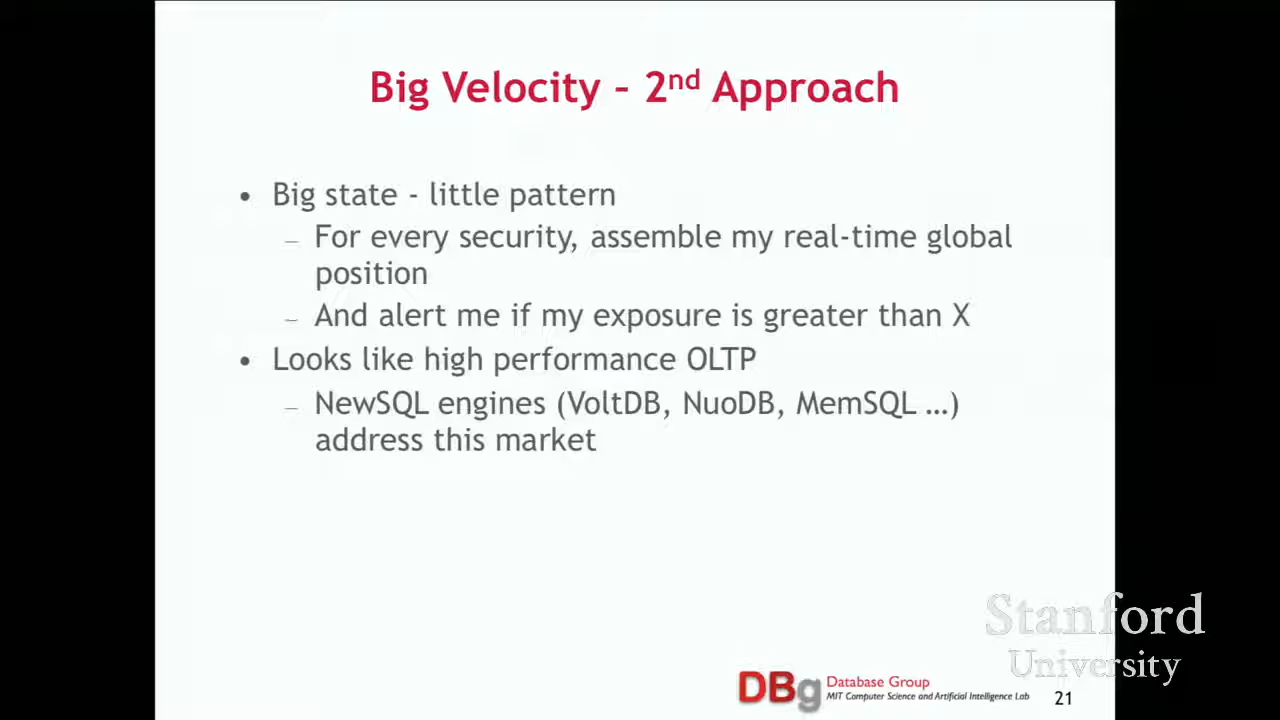 Big Velocity – 2nd Approach
• Big state - little pattern
– For every security, assemble my real-time global
position
– And alert me if my exposure is greater than X
• Looks like high performance OLTP
– NewSQL engines (VoltDB, NuoDB, MemSQL …)
address this market
Stanford
University
DBg
Database Group
MIT Computer Science and Artificial Intelligence Lab
21